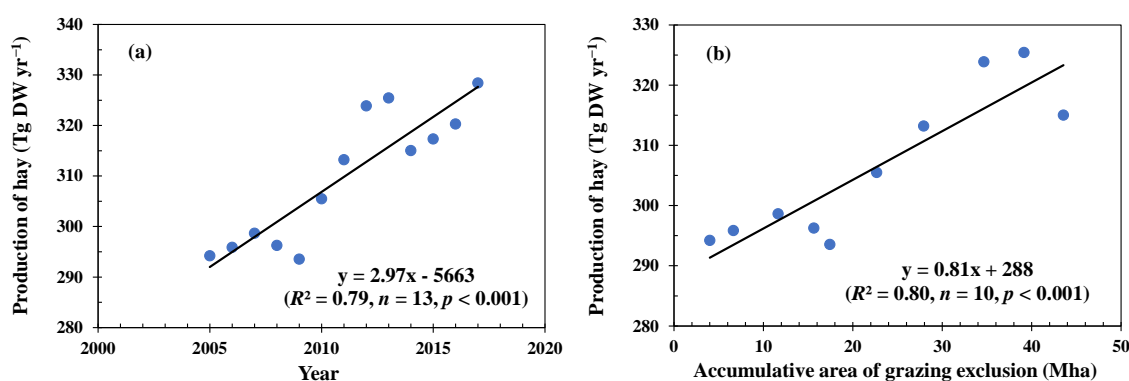 (a)
Production of hay (Tg DW yr⁻¹)
340
330
320
310
300
290
280
y = 2.97x - 5663
(R² = 0.79, n = 13, p < 0.001)
2000
2005
2010
2015
2020
Year
(b)
Production of hay (Tg DW yr⁻¹)
330
320
310
300
290
280
y = 0.81x + 288
(R² = 0.80, n = 10, p < 0.001)
0
10
20
30
40
50
Accumulative area of grazing exclusion (Mha)